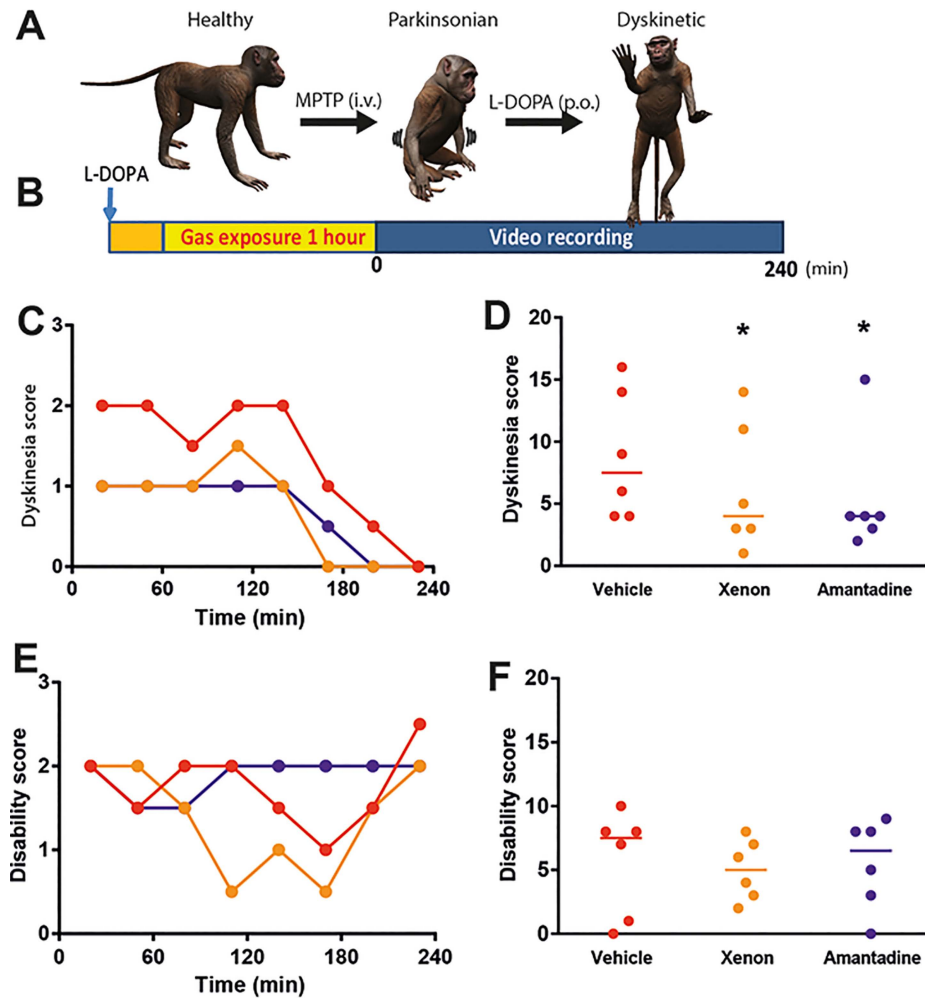 A
Healthy
Parkinsonian
Dyskinetic
MPTP (i.v.)
L-DOPA (p.o.)
L-DOPA
B
Gas exposure 1 hour
Video recording
0
240 (min)
C
3
2
1
0
Dyskinesia score
0 60 120 180 240
Time (min)
D
*
*
20
15
10
5
0
Dyskinesia score
Vehicle Xenon Amantadine
E
3
2
1
0
Disability score
0 60 120 180 240
Time (min)
F
20
15
10
5
0
Disability score
Vehicle Xenon Amantadine